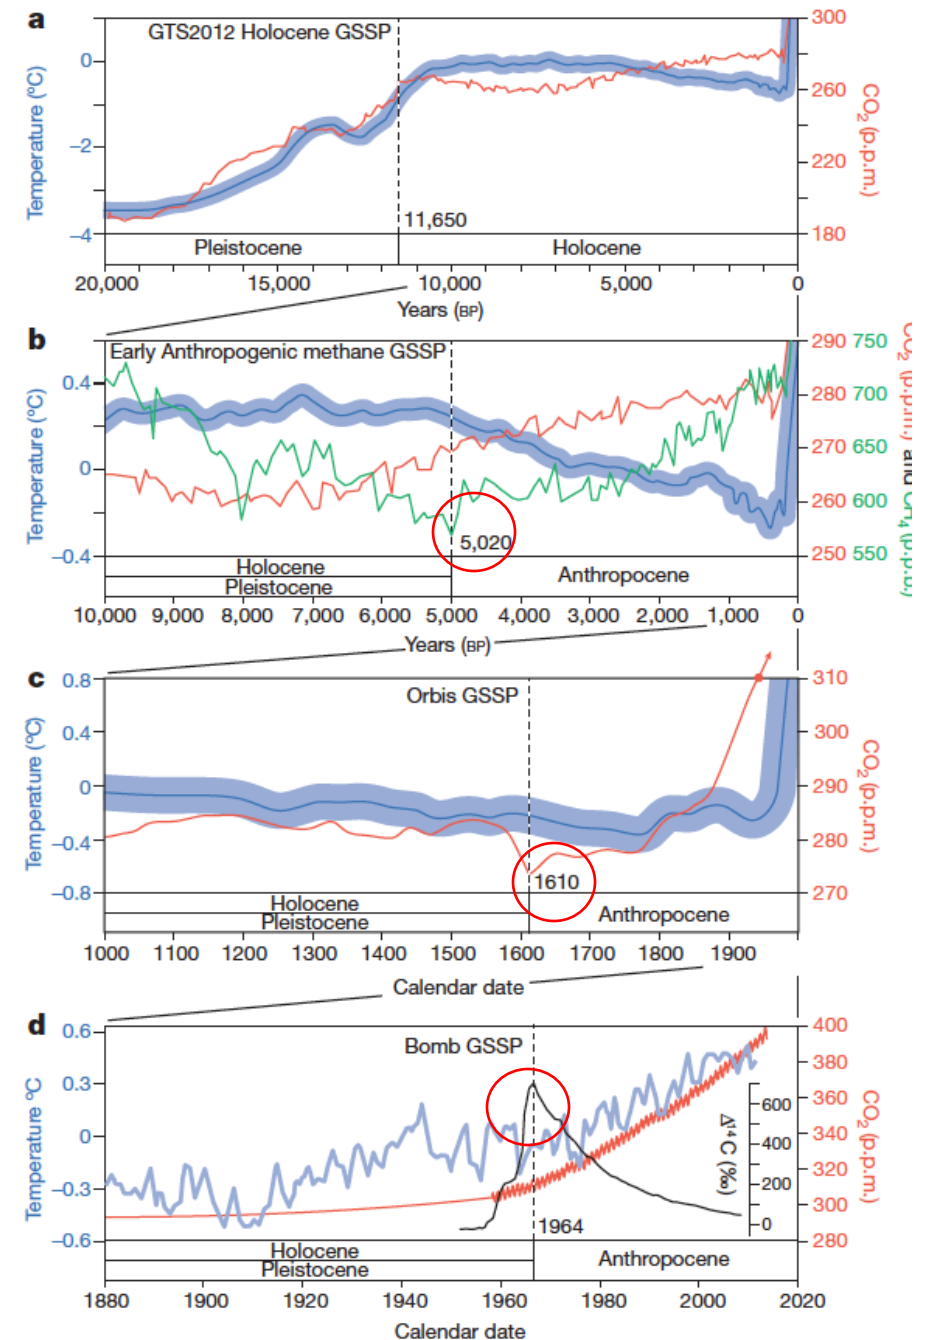 a
GTS2012 Holocene GSSP
Temperature (°C)
0
–2
–4
300
260
220
180
CO2 (p.p.m.)
11,650
Pleistocene
Holocene
20,000 15,000 10,000 5,000 0
Years (BP)
b
Early Anthropogenic methane GSSP
Temperature (°C)
0.4
0
–0.4
290
280
270
260
250
750
700
650
600
550
CO2 (p.p.m.) and CH4 (p.p.b.)
5,020
Holocene
Pleistocene
Anthropocene
10,000 9,000 8,000 7,000 6,000 5,000 4,000 3,000 2,000 1,000 0
Years (BP)
c
Orbis GSSP
Temperature (°C)
0.8
0.4
0
–0.4
–0.8
310
300
290
280
270
CO2 (p.p.m.)
1610
Holocene
Pleistocene
Anthropocene
1000 1100 1200 1300 1400 1500 1600 1700 1800 1900
Calendar date
d
Bomb GSSP
Temperature °C
0.6
0.3
0
–0.3
–0.6
400
380
360
340
320
300
280
CO2 (p.p.m.)
600
400
200
0
Δ14C (‰)
1964
Holocene
Pleistocene
Anthropocene
1880 1900 1920 1940 1960 1980 2000 2020
Calendar date